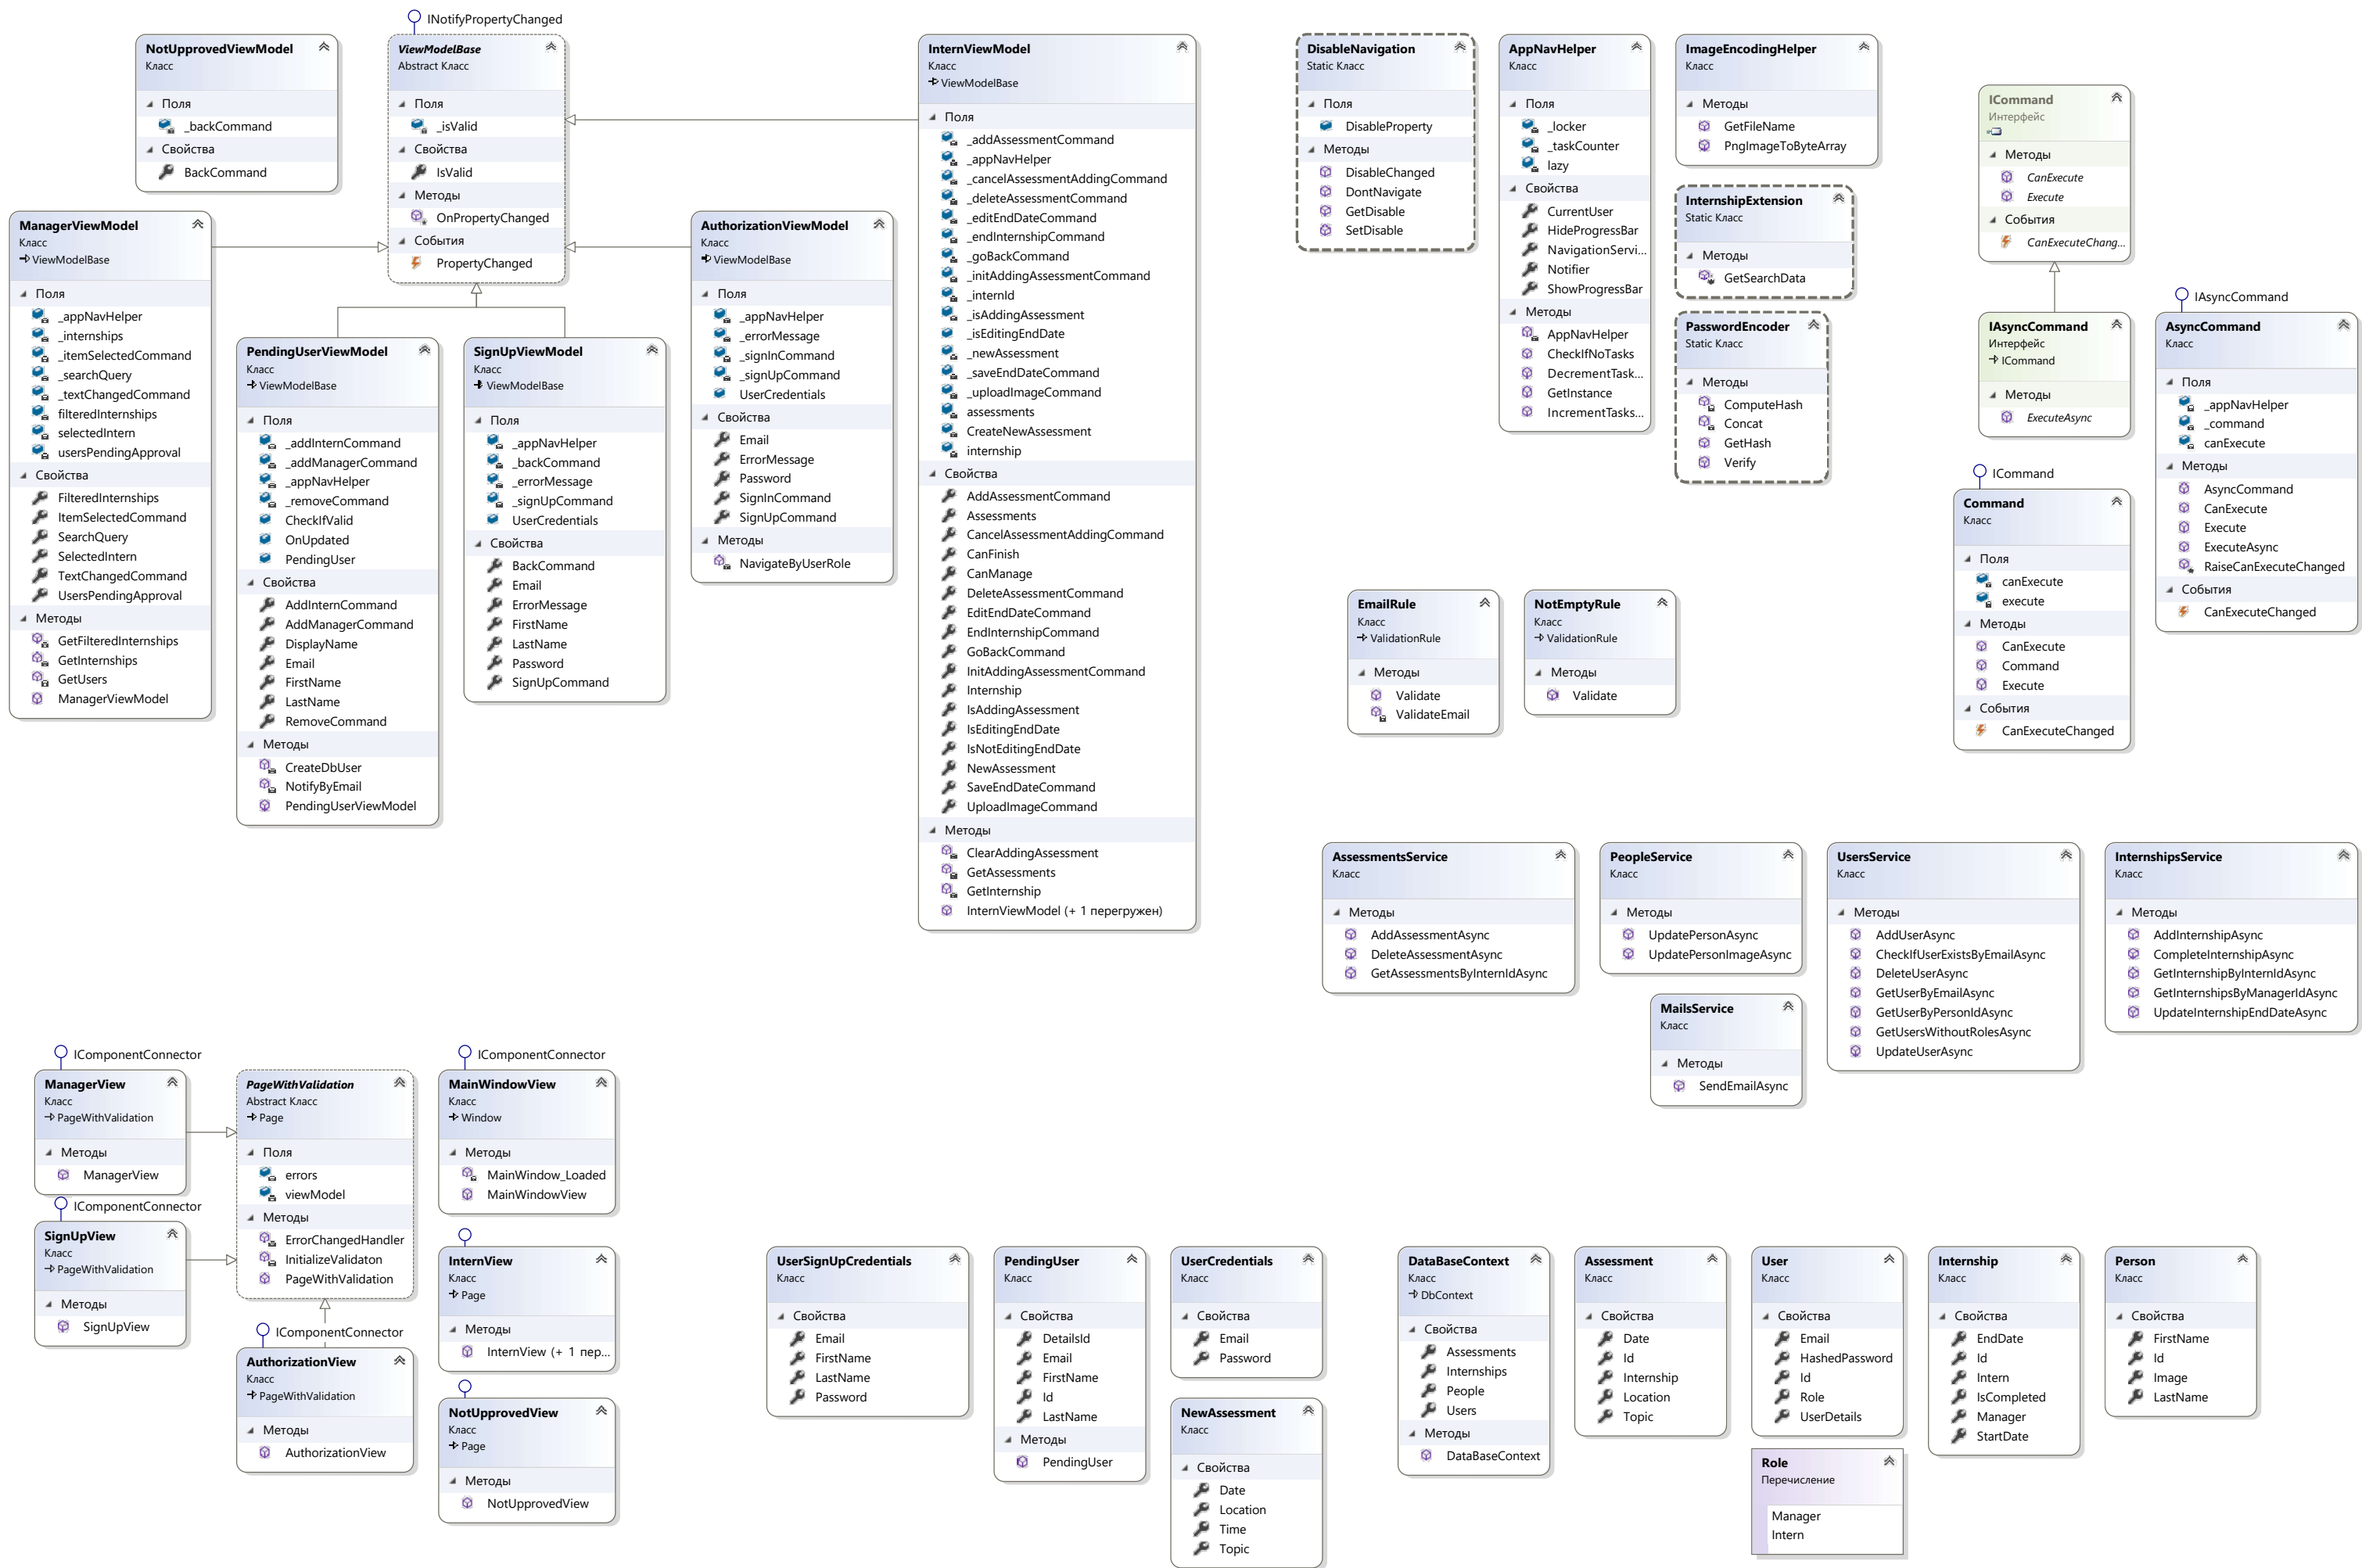 INotifyPropertyChanged
NotUpprovedViewModel
Класс
Поля
_backCommand
Свойства
BackCommand
ViewModelBase
Abstract Класс
Поля
_isValid
Свойства
IsValid
Методы
OnPropertyChanged
События
PropertyChanged
ManagerViewModel
Класс
ViewModelBase
Поля
_appNavHelper
_internships
_itemSelectedCommand
_searchQuery
_textChangedCommand
filteredInternships
selectedIntern
usersPendingApproval
Свойства
FilteredInternships
ItemSelectedCommand
SearchQuery
SelectedIntern
TextChangedCommand
UsersPendingApproval
Методы
GetFilteredInternships
GetInternships
GetUsers
ManagerViewModel
PendingUserViewModel
Класс
ViewModelBase
Поля
_addInternCommand
_addManagerCommand
_appNavHelper
_removeCommand
CheckIfValid
OnUpdated
PendingUser
Свойства
AddInternCommand
AddManagerCommand
DisplayName
Email
FirstName
LastName
RemoveCommand
Методы
CreateDbUser
NotifyByEmail
PendingUserViewModel
SignUpViewModel
Класс
ViewModelBase
Поля
_appNavHelper
_backCommand
_errorMessage
_signUpCommand
UserCredentials
Свойства
BackCommand
Email
ErrorMessage
FirstName
LastName
Password
SignUpCommand
AuthorizationViewModel
Класс
ViewModelBase
Поля
_appNavHelper
_errorMessage
_signInCommand
_signUpCommand
UserCredentials
Свойства
Email
ErrorMessage
Password
SignInCommand
SignUpCommand
Методы
NavigateByUserRole
InternViewModel
Класс
ViewModelBase
Поля
_addAssessmentCommand
_appNavHelper
_cancelAssessmentAddingCommand
_deleteAssessmentCommand
_editEndDateCommand
_endInternshipCommand
_goBackCommand
_initAddingAssessmentCommand
_internId
_isAddingAssessment
_isEditingEndDate
_newAssessment
_saveEndDateCommand
_uploadImageCommand
assessments
CreateNewAssessment
internship
Свойства
AddAssessmentCommand
Assessments
CancelAssessmentAddingCommand
CanFinish
CanManage
DeleteAssessmentCommand
EditEndDateCommand
EndInternshipCommand
GoBackCommand
InitAddingAssessmentCommand
Internship
IsAddingAssessment
IsEditingEndDate
IsNotEditingEndDate
NewAssessment
SaveEndDateCommand
UploadImageCommand
Методы
ClearAddingAssessment
GetAssessments
GetInternship
InternViewModel (+ 1 перегружен)
DisableNavigation
Static Класс
Поля
DisableProperty
Методы
DisableChanged
DontNavigate
GetDisable
SetDisable
AppNavHelper
Класс
Поля
_locker
_taskCounter
lazy
Свойства
CurrentUser
HideProgressBar
NavigationServi...
Notifier
ShowProgressBar
Методы
AppNavHelper
CheckIfNoTasks
DecrementTask...
GetInstance
IncrementTasks...
ImageEncodingHelper
Класс
Методы
GetFileName
PngImageToByteArray
InternshipExtension
Static Класс
Методы
GetSearchData
PasswordEncoder
Static Класс
Методы
ComputeHash
Concat
GetHash
Verify
ICommand
Интерфейс
Методы
CanExecute
Execute
События
CanExecuteChang...
IAsyncCommand
Интерфейс
ICommand
Методы
ExecuteAsync
IAsyncCommand
AsyncCommand
Класс
Поля
_appNavHelper
_command
canExecute
Методы
AsyncCommand
CanExecute
Execute
ExecuteAsync
RaiseCanExecuteChanged
События
CanExecuteChanged
ICommand
Command
Класс
Поля
canExecute
execute
Методы
CanExecute
Command
Execute
События
CanExecuteChanged
EmailRule
Класс
ValidationRule
Методы
Validate
ValidateEmail
NotEmptyRule
Класс
ValidationRule
Методы
Validate
AssessmentsService
Класс
Методы
AddAssessmentAsync
DeleteAssessmentAsync
GetAssessmentsByInternIdAsync
PeopleService
Класс
Методы
UpdatePersonAsync
UpdatePersonImageAsync
MailsService
Класс
Методы
SendEmailAsync
UsersService
Класс
Методы
AddUserAsync
CheckIfUserExistsByEmailAsync
DeleteUserAsync
GetUserByEmailAsync
GetUserByPersonIdAsync
GetUsersWithoutRolesAsync
UpdateUserAsync
InternshipsService
Класс
Методы
AddInternshipAsync
CompleteInternshipAsync
GetInternshipByInternIdAsync
GetInternshipsByManagerIdAsync
UpdateInternshipEndDateAsync
IComponentConnector
ManagerView
Класс
PageWithValidation
Методы
ManagerView
IComponentConnector
SignUpView
Класс
PageWithValidation
Методы
SignUpView
PageWithValidation
Abstract Класс
Page
Поля
errors
viewModel
Методы
ErrorChangedHandler
InitializeValidaton
PageWithValidation
IComponentConnector
AuthorizationView
Класс
PageWithValidation
Методы
AuthorizationView
IComponentConnector
MainWindowView
Класс
Window
Методы
MainWindow_Loaded
MainWindowView
InternView
Класс
Page
Методы
InternView (+ 1 пер...
NotUpprovedView
Класс
Page
Методы
NotUpprovedView
UserSignUpCredentials
Класс
Свойства
Email
FirstName
LastName
Password
PendingUser
Класс
Свойства
DetailsId
Email
FirstName
Id
LastName
Методы
PendingUser
UserCredentials
Класс
Свойства
Email
Password
NewAssessment
Класс
Свойства
Date
Location
Time
Topic
DataBaseContext
Класс
DbContext
Свойства
Assessments
Internships
People
Users
Методы
DataBaseContext
Assessment
Класс
Свойства
Date
Id
Internship
Location
Topic
User
Класс
Свойства
Email
HashedPassword
Id
Role
UserDetails
Role
Перечисление
Manager
Intern
Internship
Класс
Свойства
EndDate
Id
Intern
IsCompleted
Manager
StartDate
Person
Класс
Свойства
FirstName
Id
Image
LastName